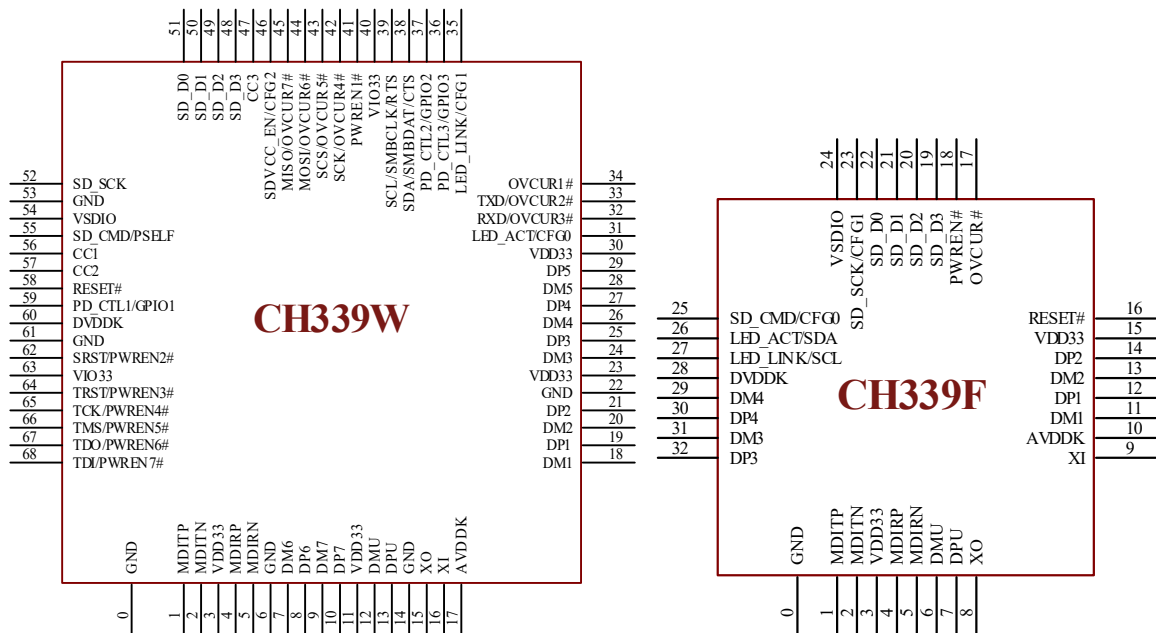 51 50 49 48 47 46 45 44 43 42 41 40 39 38 37 36 35
SD_D0
SD_D1
SD_D2
SD_D3
CC3
SDVCC_EN/CFG2
MISO/OVCUR7#
MOSI/OVCUR6#
SCS/OVCUR5#
SCK/OVCUR4#
PWREN1#
VIO33
SCL/SMBCLK/RTS
SDA/SMBDAT/CTS
PD_CTL2/GPIO2
PD_CTL3/GPIO3
LED_LINK/CFG1
52 SD_SCK
53 GND
54 VSDIO
55 SD_CMD/PSELF
56 CC1
57 CC2
58 RESET#
59 PD_CTL1/GPIO1
60 DVDDK
61 GND
62 SRST/PWREN2#
63 VIO33
64 TRST/PWREN3#
65 TCK/PWREN4#
66 TMS/PWREN5#
67 TDO/PWREN6#
68 TDI/PWREN7#
CH339W
OVCUR1# 34
TXD/OVCUR2# 33
RXD/OVCUR3# 32
LED_ACT/CFG0 31
VDD33 30
DP5 29
DM5 28
DP4 27
DM4 26
DP3 25
DM3 24
VDD33 23
GND 22
DP2 21
DM2 20
DP1 19
DM1 18
GND
MDITP
MDITN
VDD33
MDIRP
MDIRN
GND
DM6
DP6
DM7
DP7
VDD33
DMU
DPU
GND
XO
XI
AVDDK
0 1 2 3 4 5 6 7 8 9 10 11 12 13 14 15 16 17
24 23 22 21 20 19 18 17
VSDIO
SD_SCK/CFG1
SD_D0
SD_D1
SD_D2
SD_D3
PWREN#
OVCUR#
25 SD_CMD/CFG0
26 LED_ACT/SDA
27 LED_LINK/SCL
28 DVDDK
29 DM4
30 DP4
31 DM3
32 DP3
CH339F
RESET# 16
VDD33 15
DP2 14
DM2 13
DP1 12
DM1 11
AVDDK 10
XI 9
GND
MDITP
MDITN
VDD33
MDIRP
MDIRN
DMU
DPU
XO
0 1 2 3 4 5 6 7 8